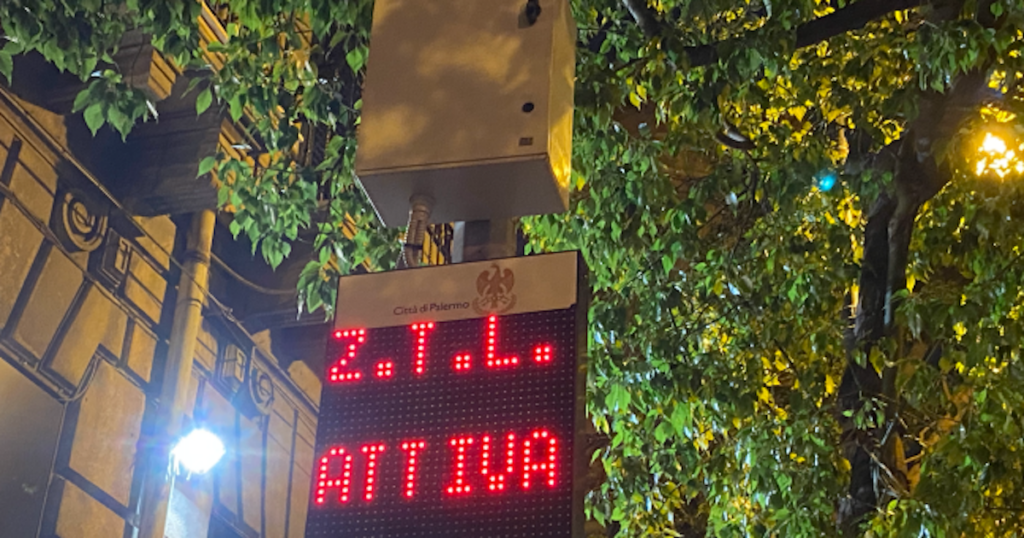 Città di Palermo
Z.T.L.
ATTIVA